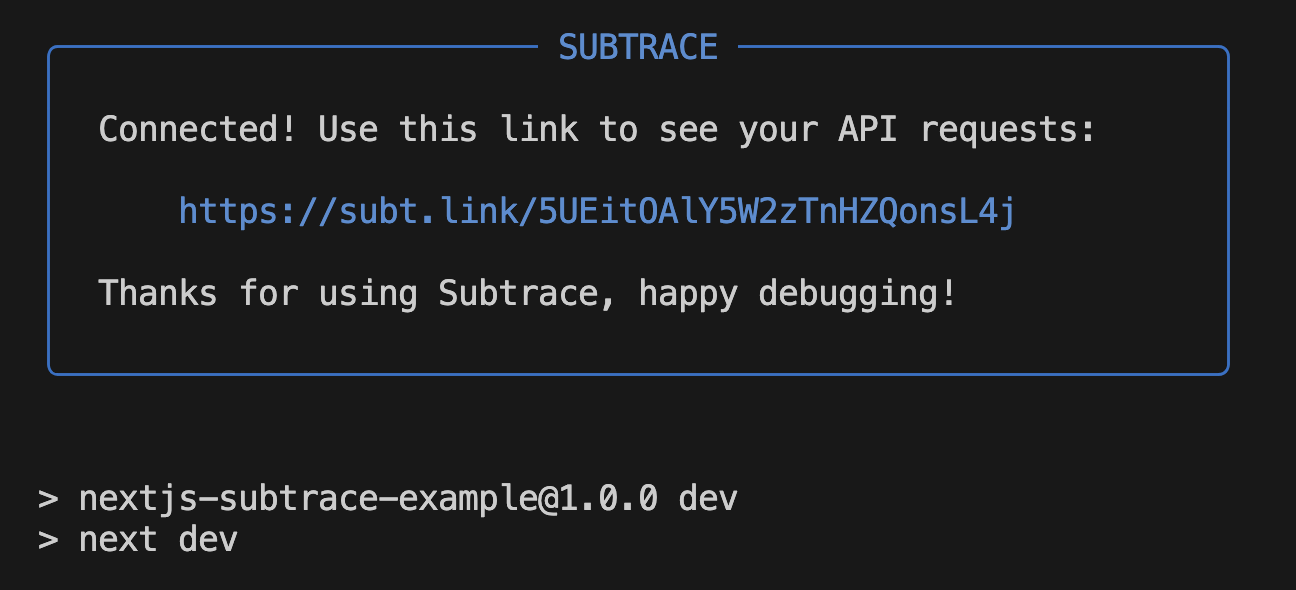 SUBTRACE
Connected! Use this link to see your API requests:
https://subt.link/5UEitOAlY5W2zTnHZQonsL4j
Thanks for using Subtrace, happy debugging!
> nextjs-subtrace-example@1.0.0 dev
> next dev